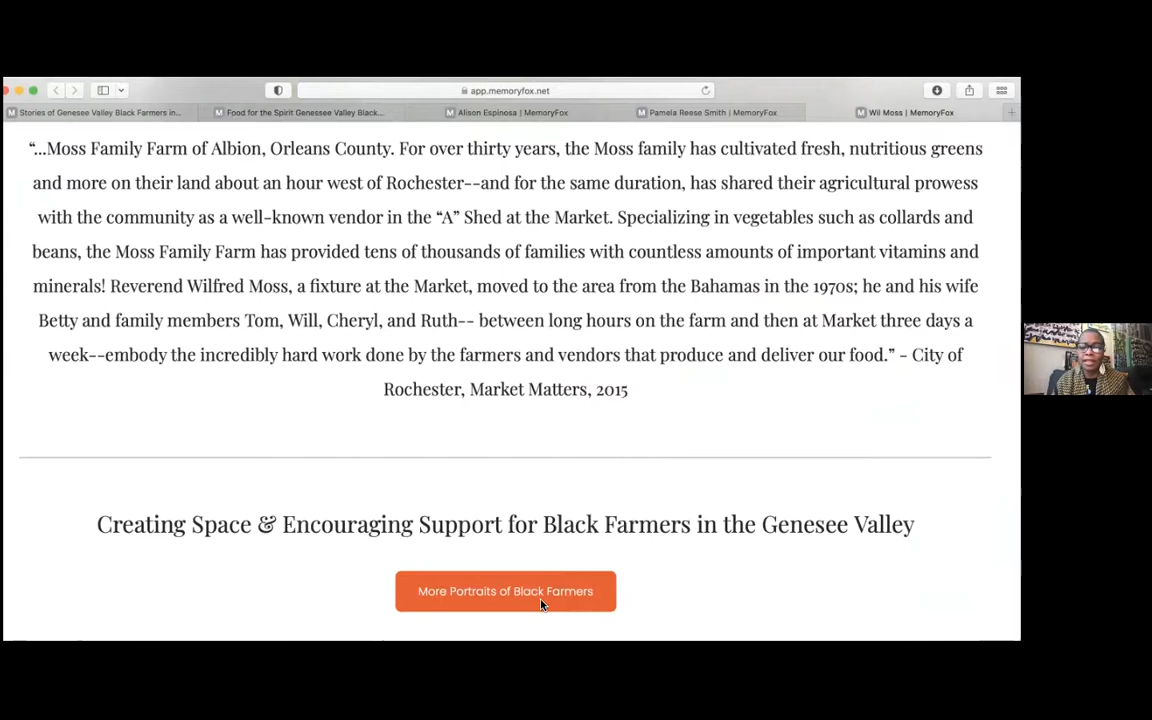 app.memoryfox.net
Stories of Genesee Valley Black Farmers in...
Food for the Spirit Genessee Valley Black...
Alison Espinosa | MemoryFox
Pamela Reese Smith | MemoryFox
Wil Moss | MemoryFox
“...Moss Family Farm of Albion, Orleans County. For over thirty years, the Moss family has cultivated fresh, nutritious greens
and more on their land about an hour west of Rochester--and for the same duration, has shared their agricultural prowess
with the community as a well-known vendor in the “A” Shed at the Market. Specializing in vegetables such as collards and
beans, the Moss Family Farm has provided tens of thousands of families with countless amounts of important vitamins and
minerals! Reverend Wilfred Moss, a fixture at the Market, moved to the area from the Bahamas in the 1970s; he and his wife
Betty and family members Tom, Will, Cheryl, and Ruth-- between long hours on the farm and then at Market three days a
week--embody the incredibly hard work done by the farmers and vendors that produce and deliver our food.” - City of
Rochester, Market Matters, 2015
Creating Space & Encouraging Support for Black Farmers in the Genesee Valley
More Portraits of Black Farmers